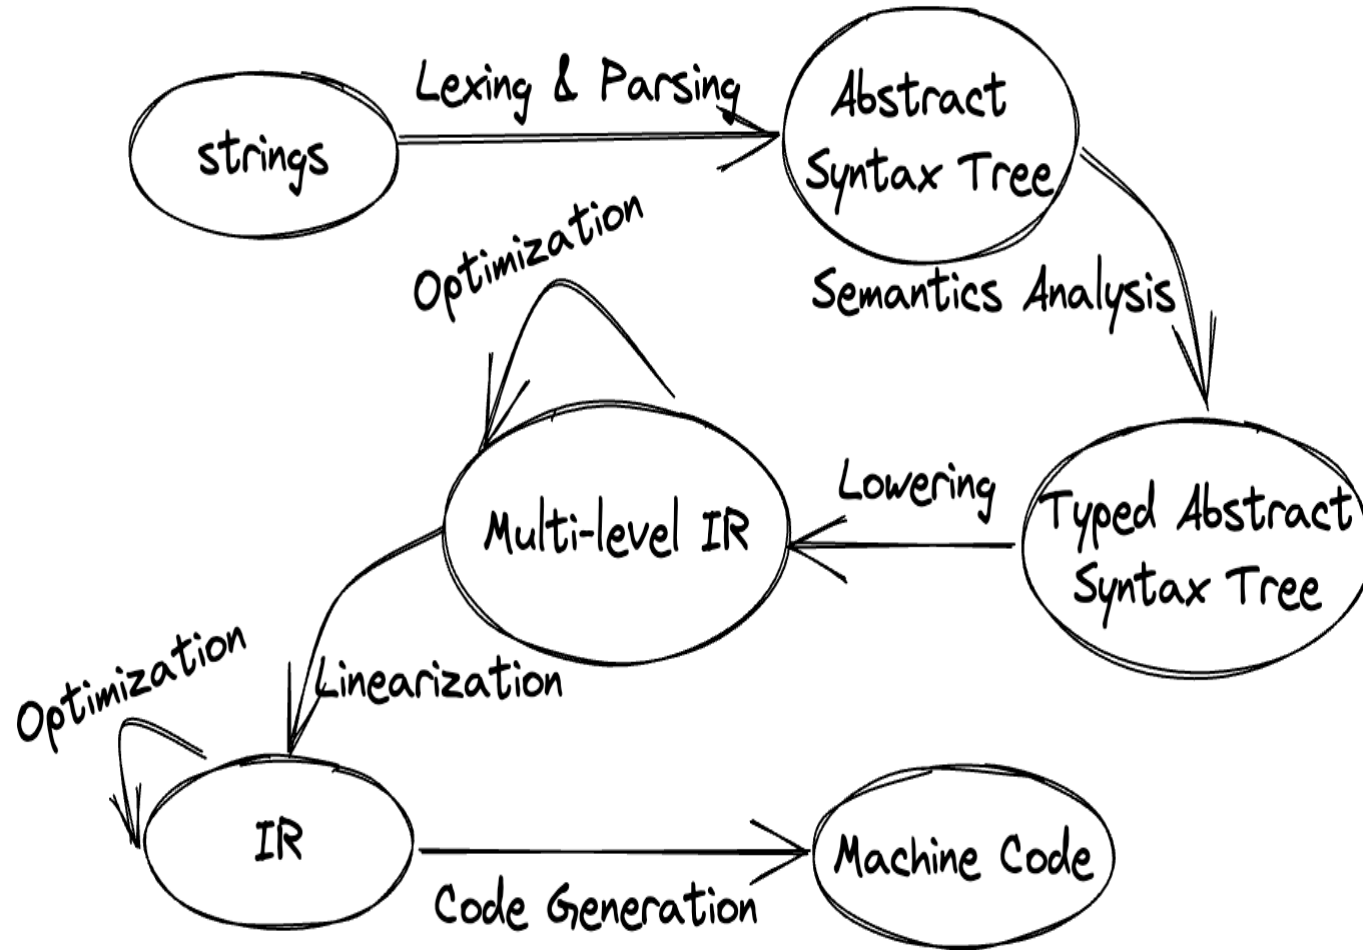 Lexing & Parsing
strings
Abstract
Syntax Tree
Optimization
Semantics Analysis
Lowering
Typed Abstract
Syntax Tree
Multi-level IR
Linearization
Optimization
IR
Machine Code
Code Generation